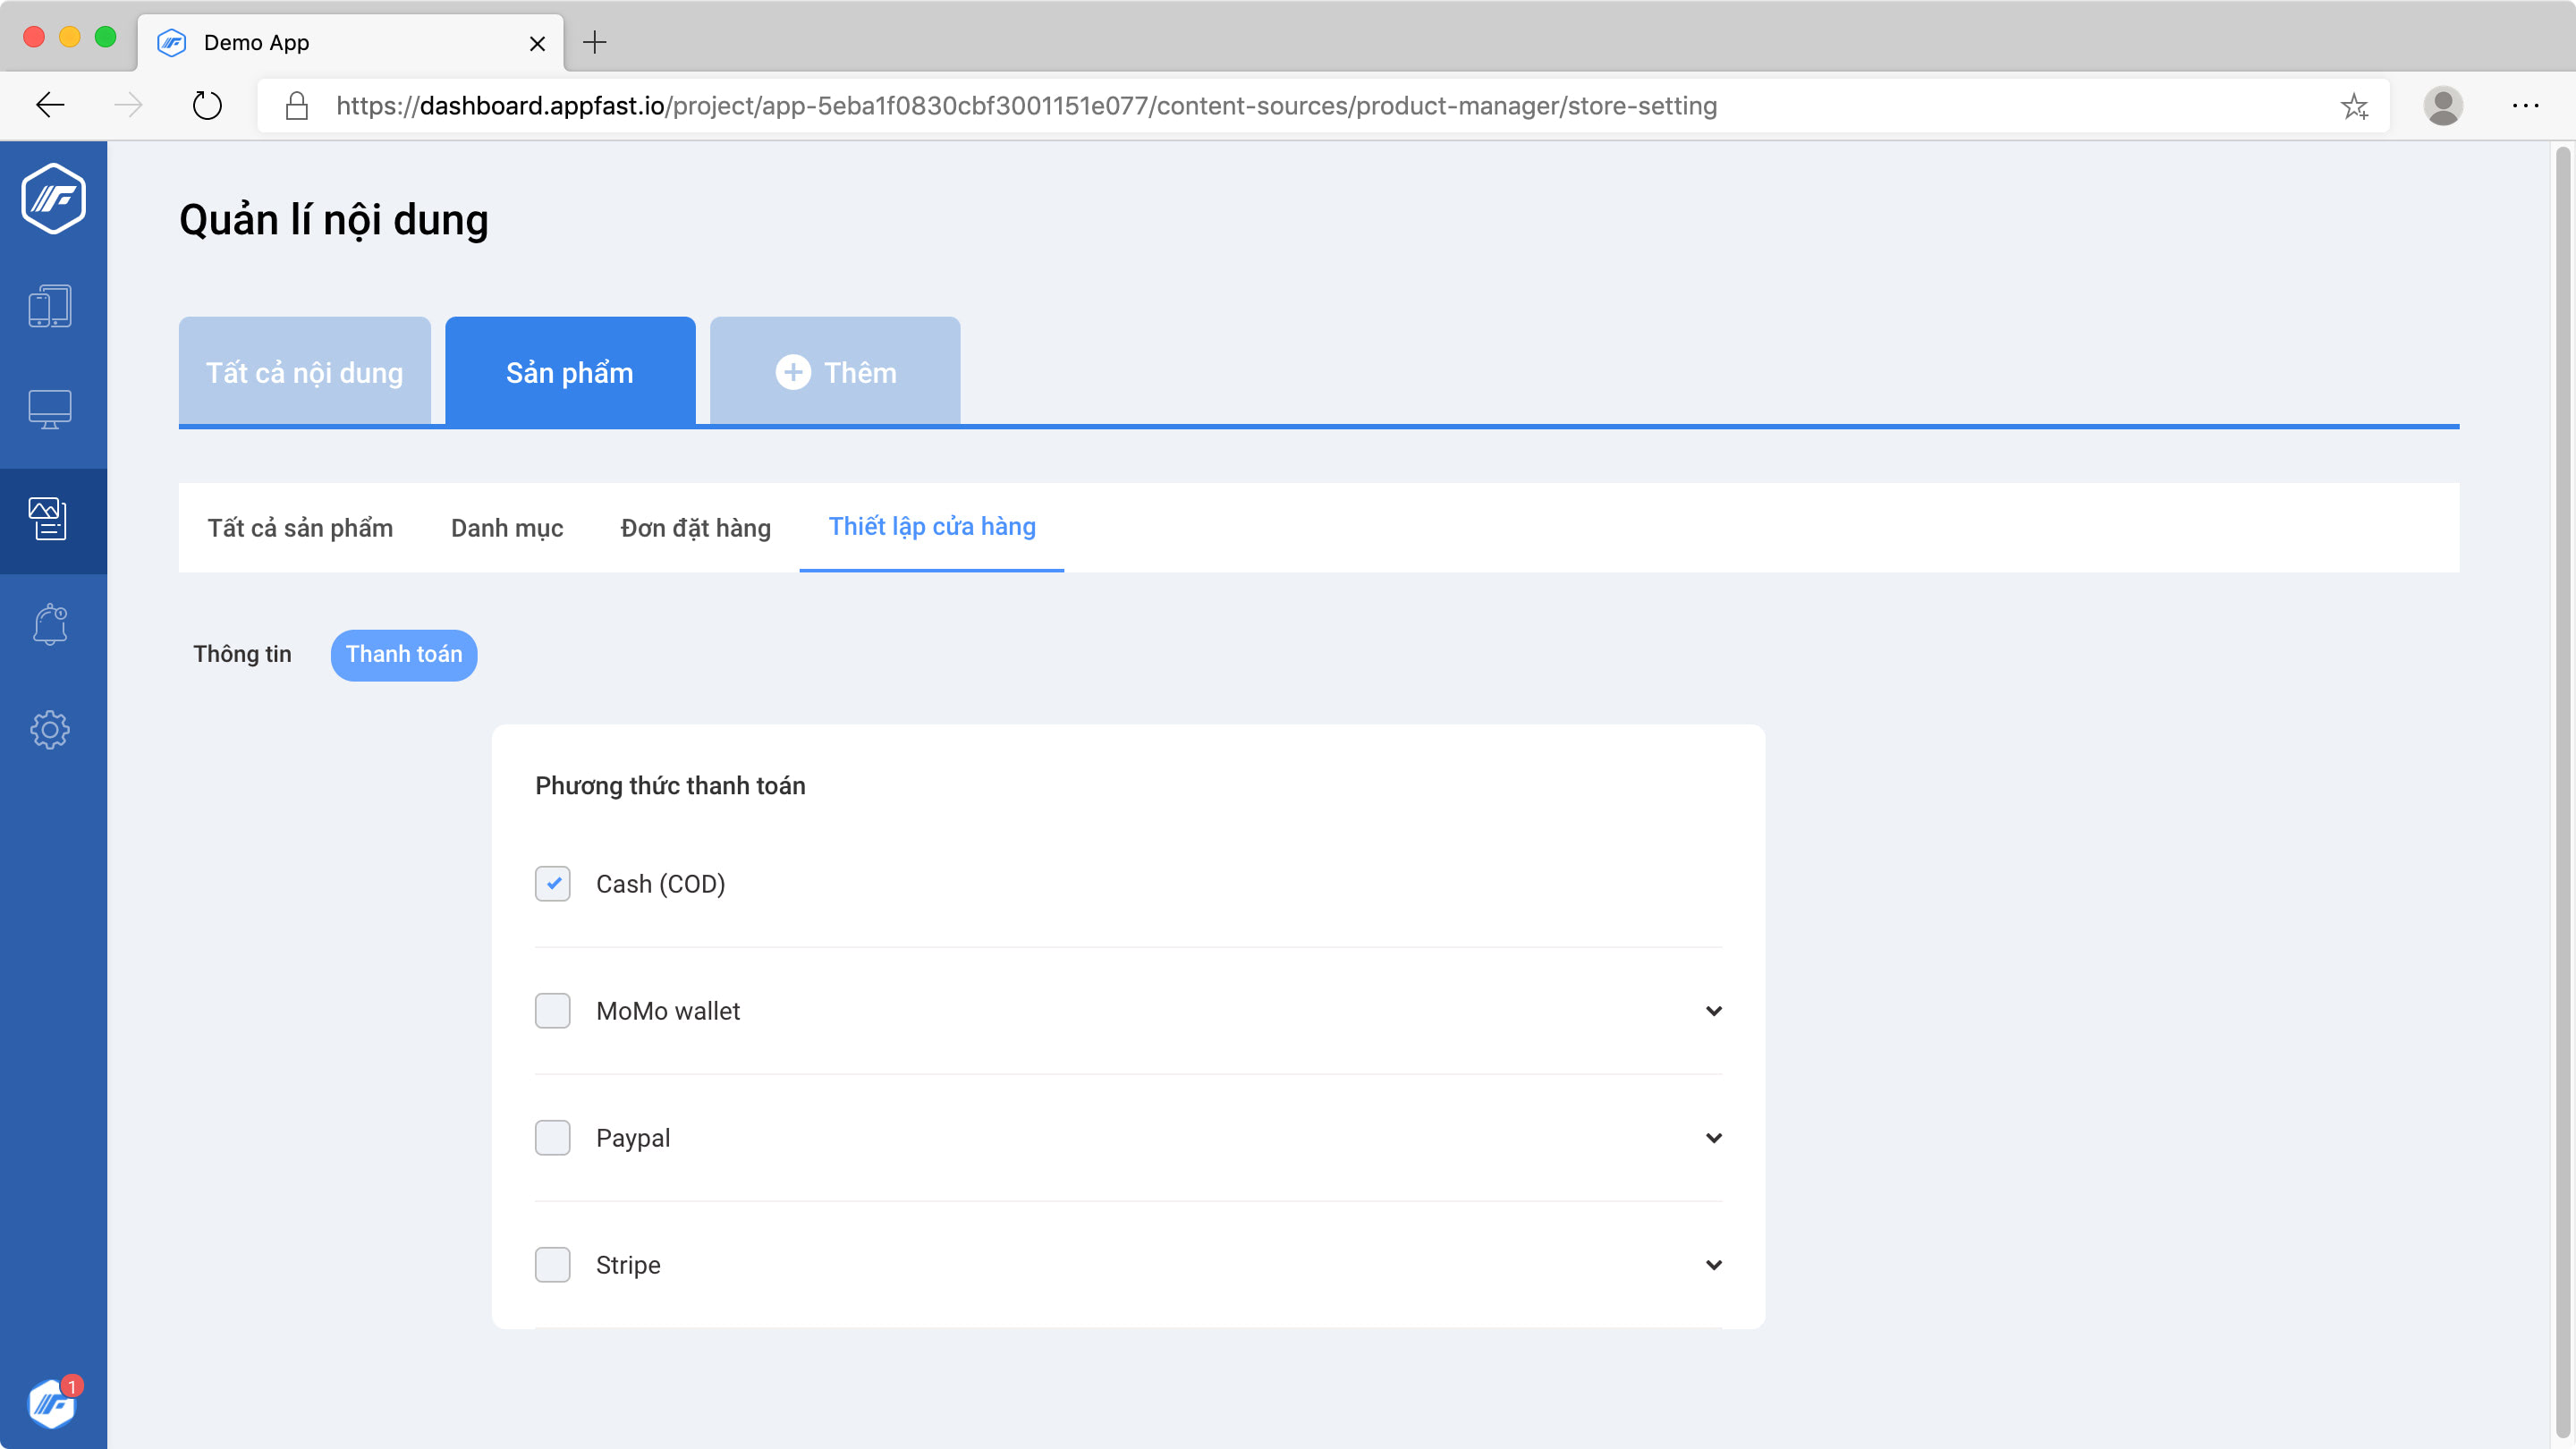 Demo App
https://dashboard.appfast.io/project/app-5eba1f0830cbf3001151e077/content-sources/product-manager/store-setting
Quản lí nội dung
Tất cả nội dung
Sản phẩm
Thêm
Tất cả sản phẩm
Danh mục
Đơn đặt hàng
Thiết lập cửa hàng
Thông tin
Thanh toán
Phương thức thanh toán
Cash (COD)
MoMo wallet
Paypal
Stripe
1